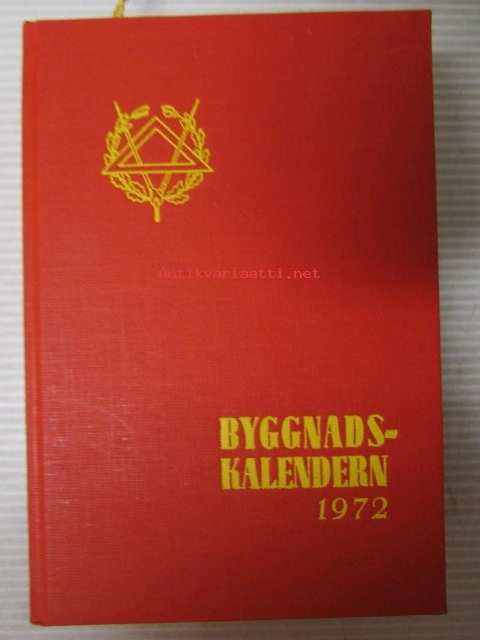 antikvariaatti.net
BYGGNADS-
KALENDERN
1972